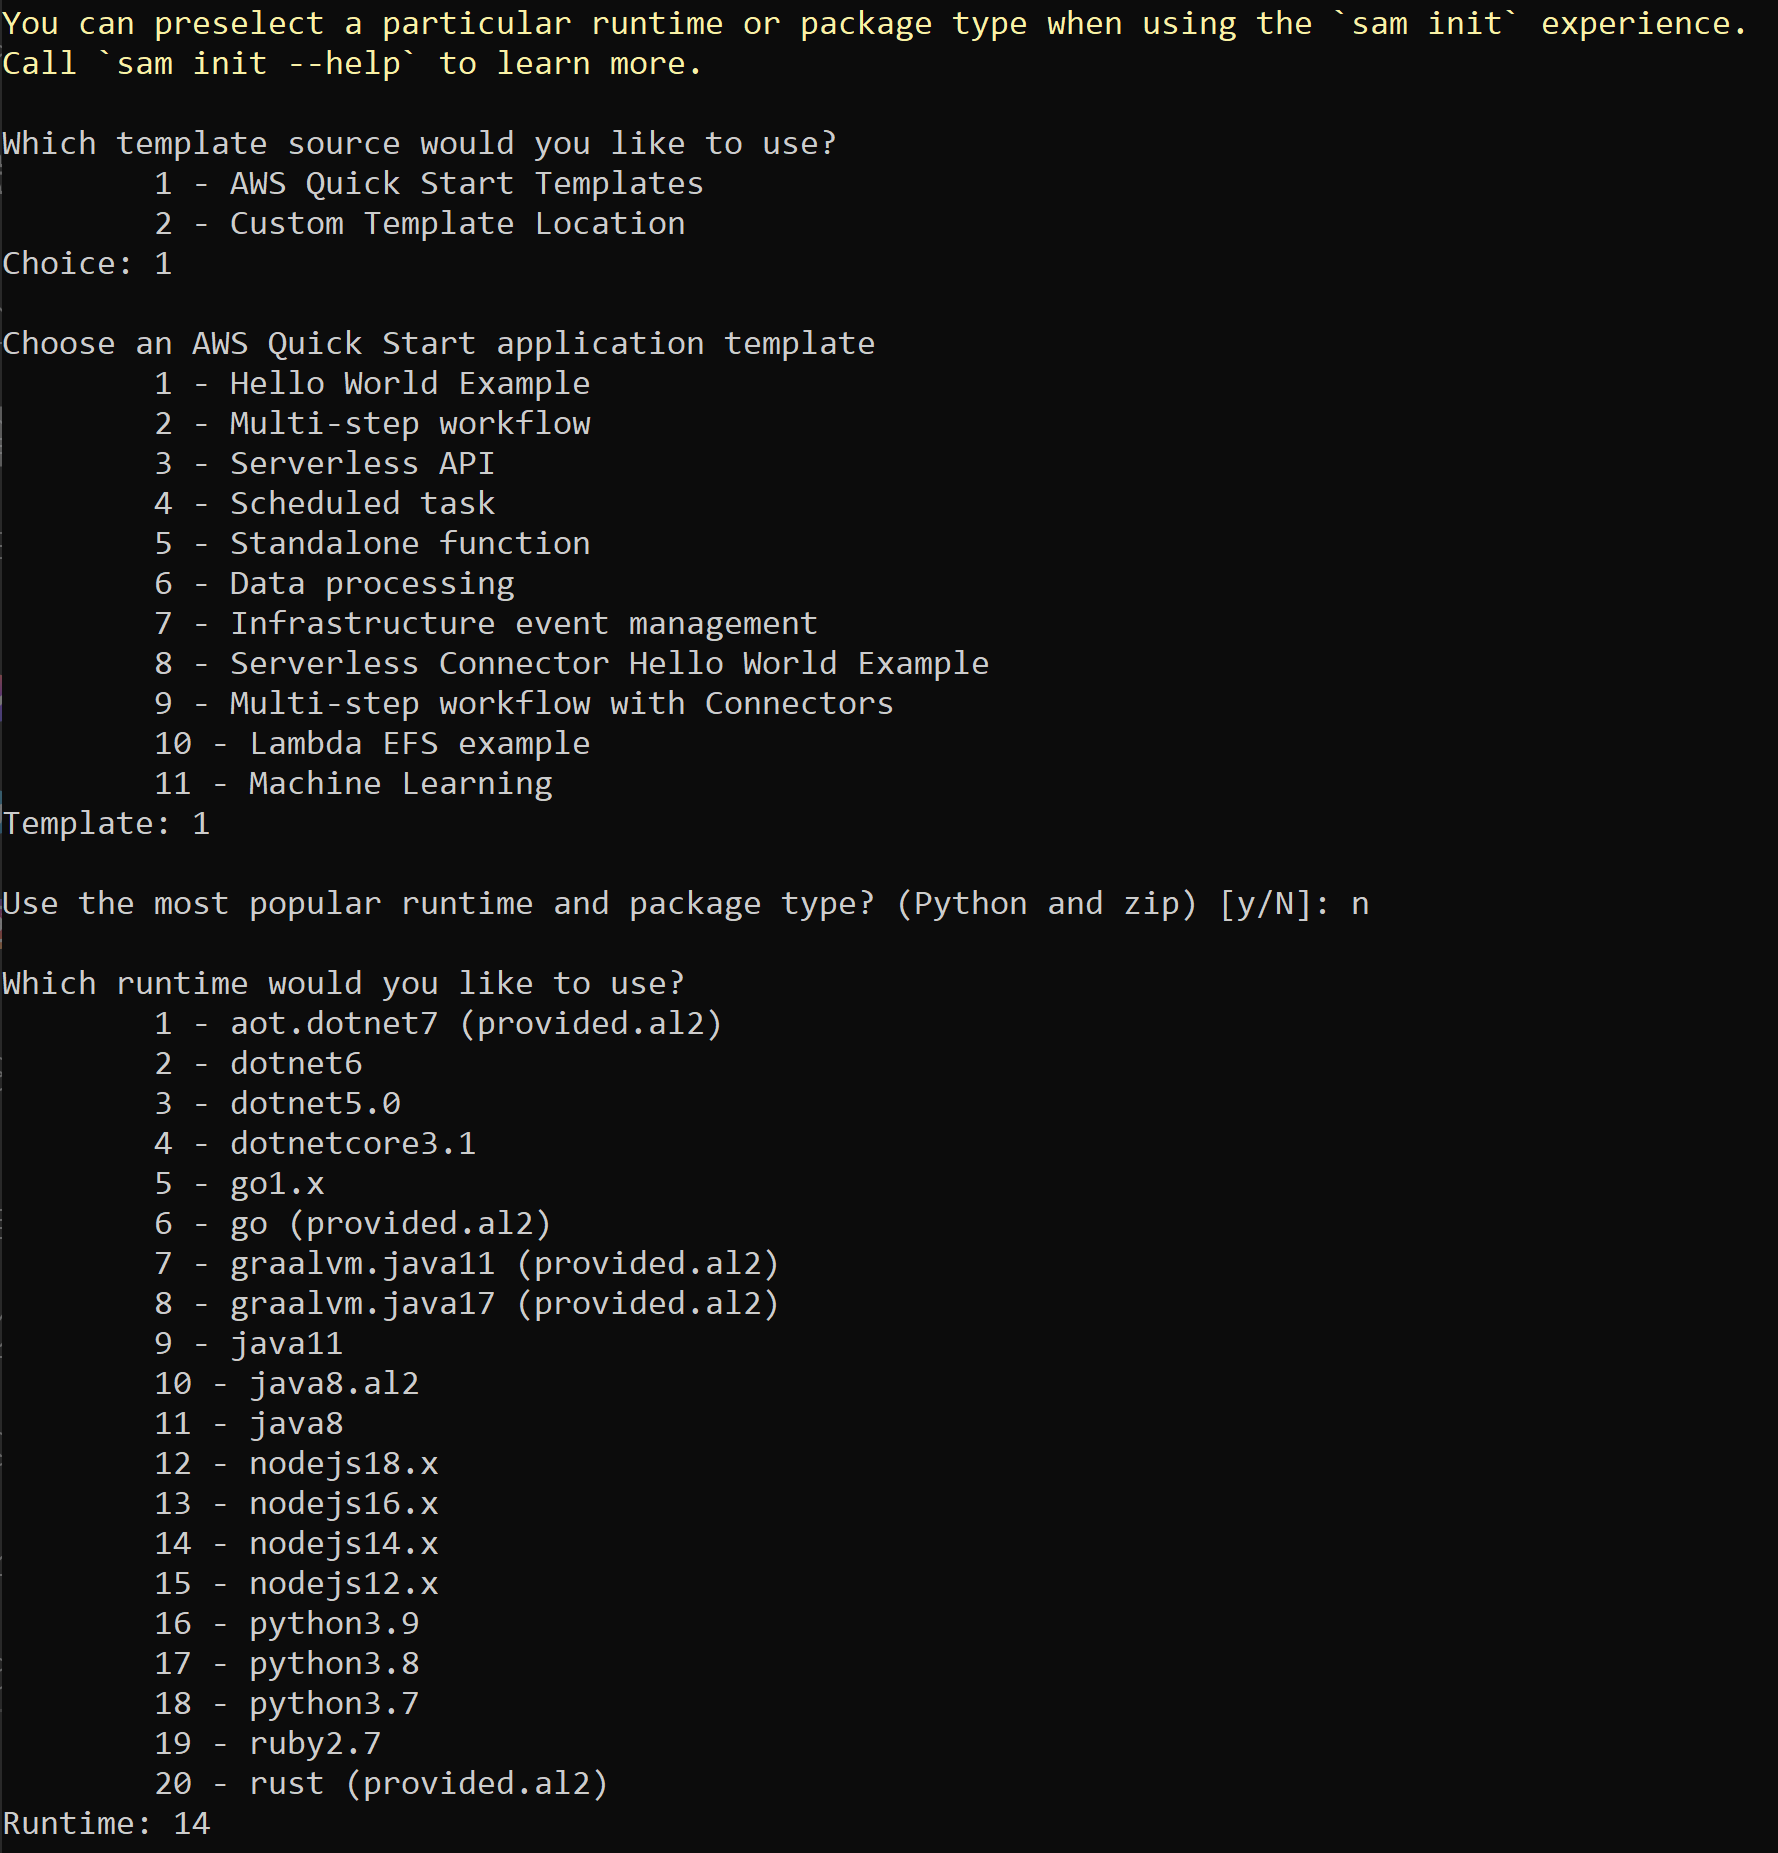 You can preselect a particular runtime or package type when using the `sam init` experience.
Call `sam init --help` to learn more.
Which template source would you like to use?
1 - AWS Quick Start Templates
2 - Custom Template Location
Choice: 1
Choose an AWS Quick Start application template
1 - Hello World Example
2 - Multi-step workflow
3 - Serverless API
4 - Scheduled task
5 - Standalone function
6 - Data processing
7 - Infrastructure event management
8 - Serverless Connector Hello World Example
9 - Multi-step workflow with Connectors
10 - Lambda EFS example
11 - Machine Learning
Template: 1
Use the most popular runtime and package type? (Python and zip) [y/N]: n
Which runtime would you like to use?
1 - aot.dotnet7 (provided.al2)
2 - dotnet6
3 - dotnet5.0
4 - dotnetcore3.1
5 - go1.x
6 - go (provided.al2)
7 - graalvm.java11 (provided.al2)
8 - graalvm.java17 (provided.al2)
9 - java11
10 - java8.al2
11 - java8
12 - nodejs18.x
13 - nodejs16.x
14 - nodejs14.x
15 - nodejs12.x
16 - python3.9
17 - python3.8
18 - python3.7
19 - ruby2.7
20 - rust (provided.al2)
Runtime: 14